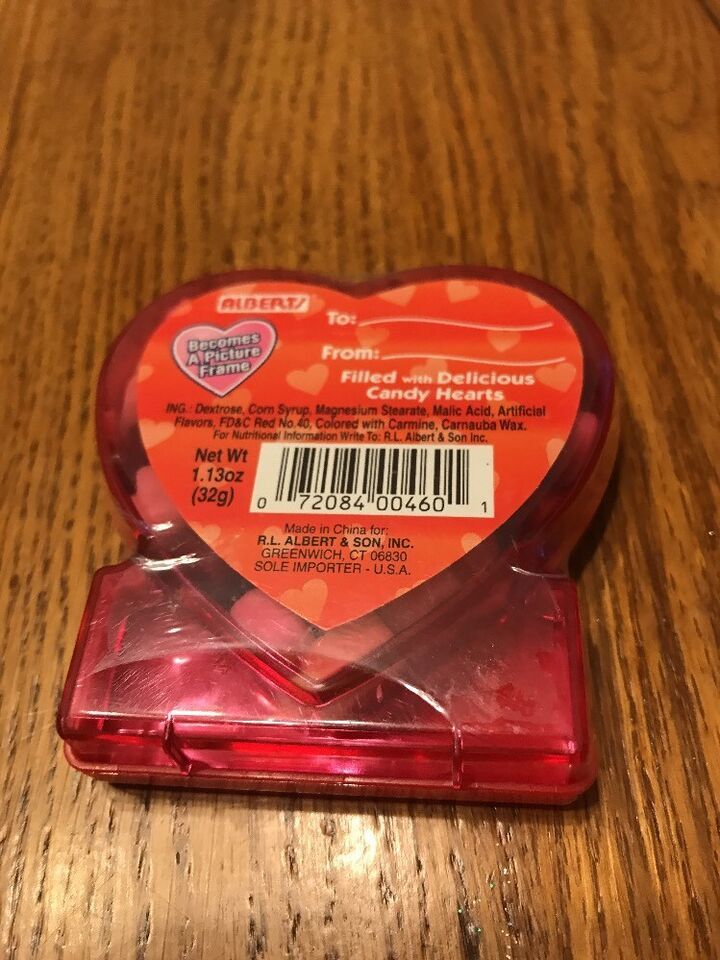 ALBERT'S
To:
Becomes
A Picture
Frame
From:
Filled with Delicious
Candy Hearts
ING.: Dextrose, Corn Syrup, Magnesium Stearate, Malic Acid, Artificial
Flavors, FD&C Red No.40, Colored with Carmine, Carnauba Wax.
For Nutritional Information Write To: R.L. Albert & Son Inc.
Net Wt
1.13oz
(32g)
0 72084 00460 1
Made in China for:
R.L. ALBERT & SON, INC.
GREENWICH, CT 06830
SOLE IMPORTER - U.S.A.